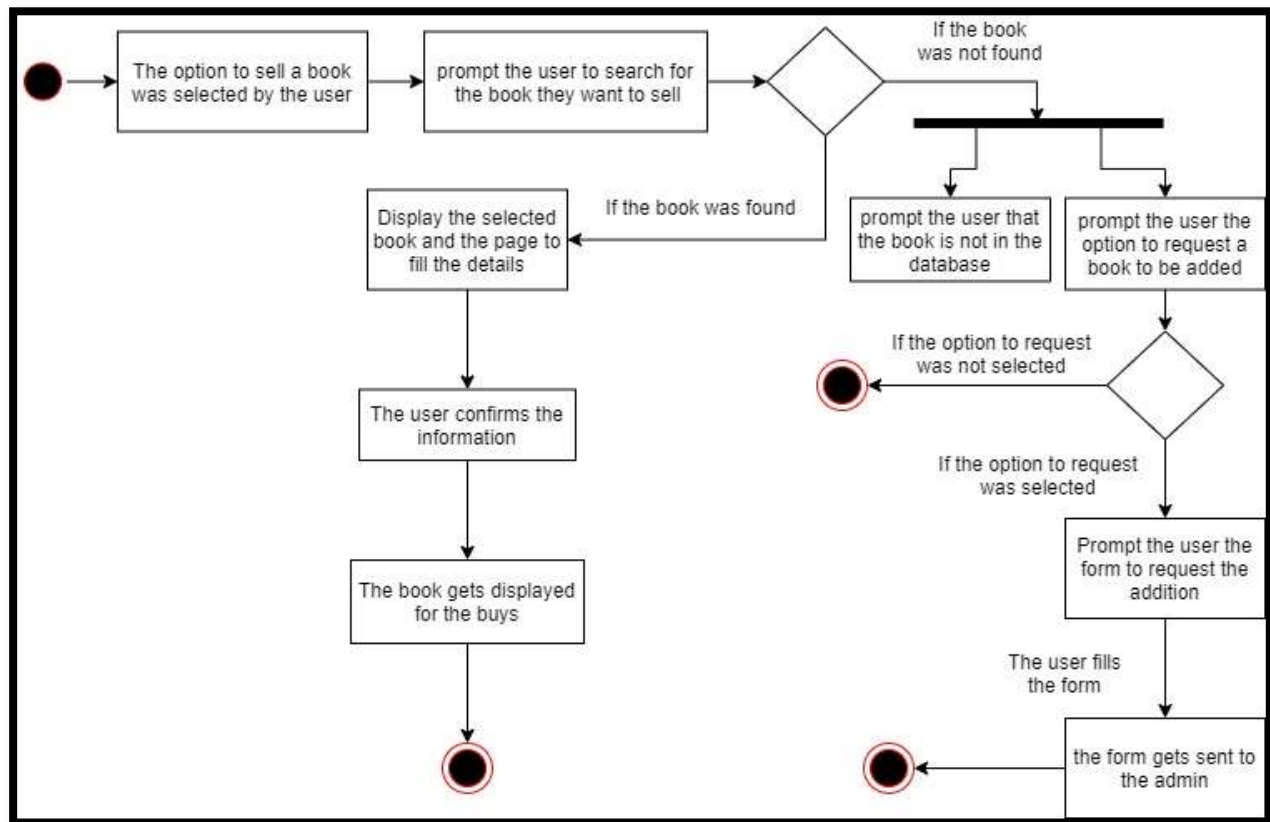 The option to sell a book
was selected by the user
prompt the user to search for
the book they want to sell
If the book
was not found
If the book was found
Display the selected
book and the page to
fill the details
prompt the user that
the book is not in the
database
prompt the user the
option to request a
book to be added
If the option to request
was not selected
The user confirms the
information
If the option to request
was selected
Prompt the user the
form to request the
addition
The book gets displayed
for the buys
The user fills
the form
the form gets sent to
the admin